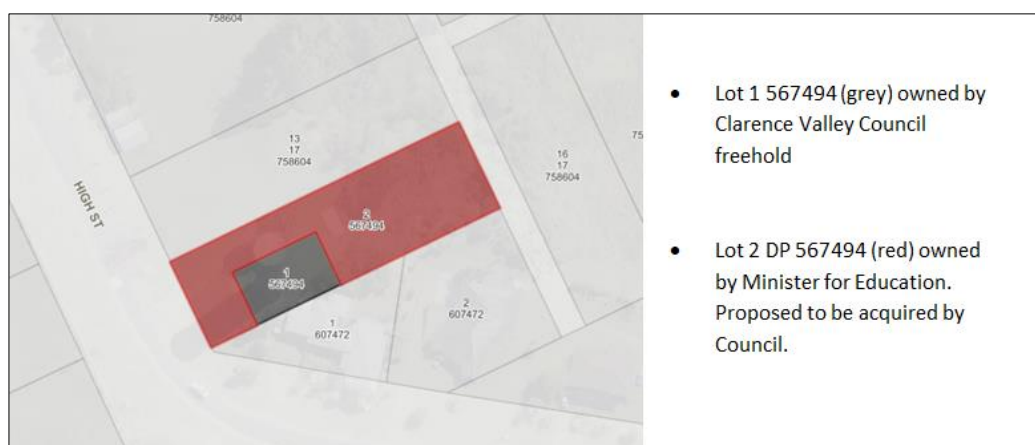 758604
13
17
758604
16
17
758604
HIGH ST
2
567494
1
567494
1
607472
2
607472
75
• Lot 1 567494 (grey) owned by
Clarence Valley Council
freehold
• Lot 2 DP 567494 (red) owned
by Minister for Education.
Proposed to be acquired by
Council.